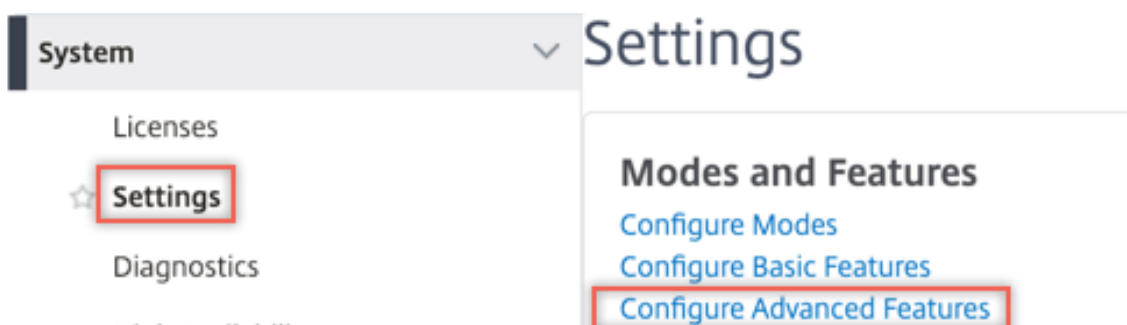 System
Licenses
Settings
Diagnostics
Settings
Modes and Features
Configure Modes
Configure Basic Features
Configure Advanced Features